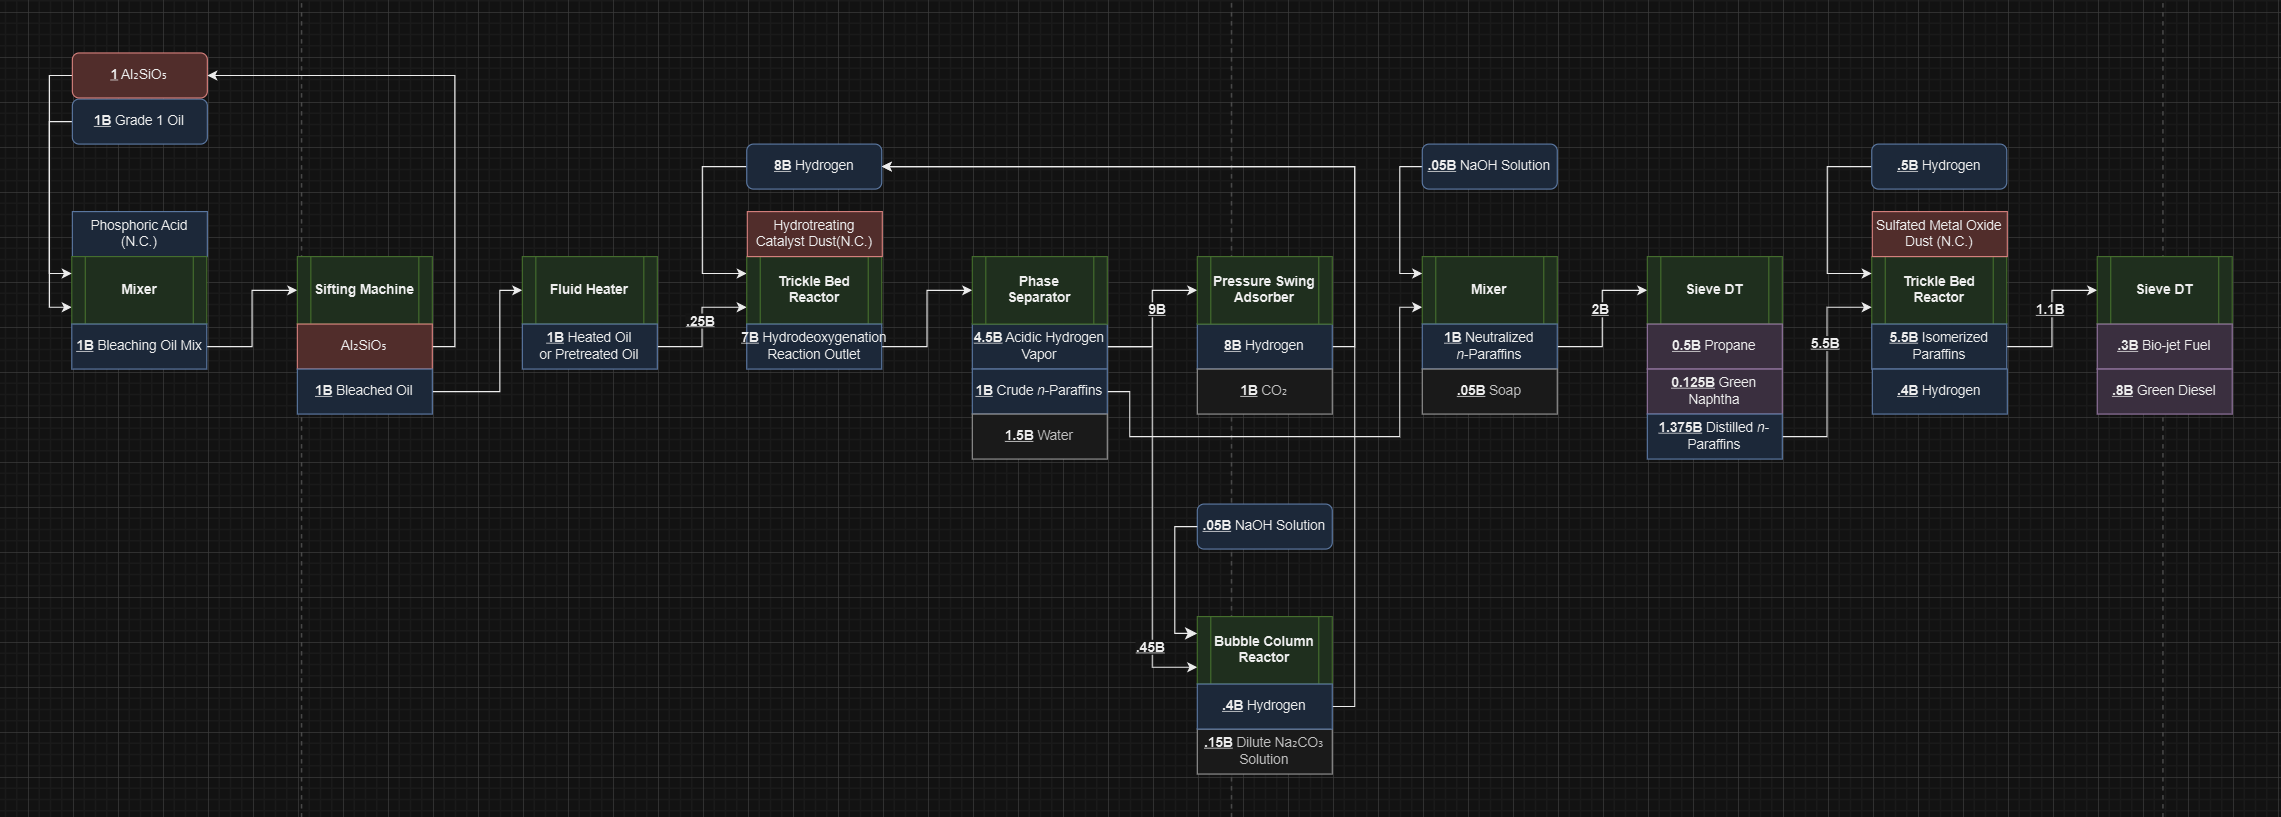 1 Al₂SiO₅
1B Grade 1 Oil
Phosphoric Acid
(N.C.)
Mixer
1B Bleaching Oil Mix
Sifting Machine
Al₂SiO₅
1B Bleached Oil
Fluid Heater
1B Heated Oil
or Pretreated Oil
.25B
8B Hydrogen
Hydrotreating
Catalyst Dust(N.C.)
Trickle Bed
Reactor
7B Hydrodeoxygenation
Reaction Outlet
Phase
Separator
4.5B Acidic Hydrogen
Vapor
1B Crude n-Paraffins
1.5B Water
9B
Pressure Swing
Adsorber
8B Hydrogen
1B CO₂
.05B NaOH Solution
.45B
Bubble Column
Reactor
.4B Hydrogen
.15B Dilute Na₂CO₃
Solution
.05B NaOH Solution
Mixer
1B Neutralized
n-Paraffins
.05B Soap
2B
Sieve DT
0.5B Propane
0.125B Green
Naphtha
1.375B Distilled n-
Paraffins
5.5B
.5B Hydrogen
Sulfated Metal Oxide
Dust (N.C.)
Trickle Bed
Reactor
5.5B Isomerized
Paraffins
.4B Hydrogen
1.1B
Sieve DT
.3B Bio-jet Fuel
.8B Green Diesel